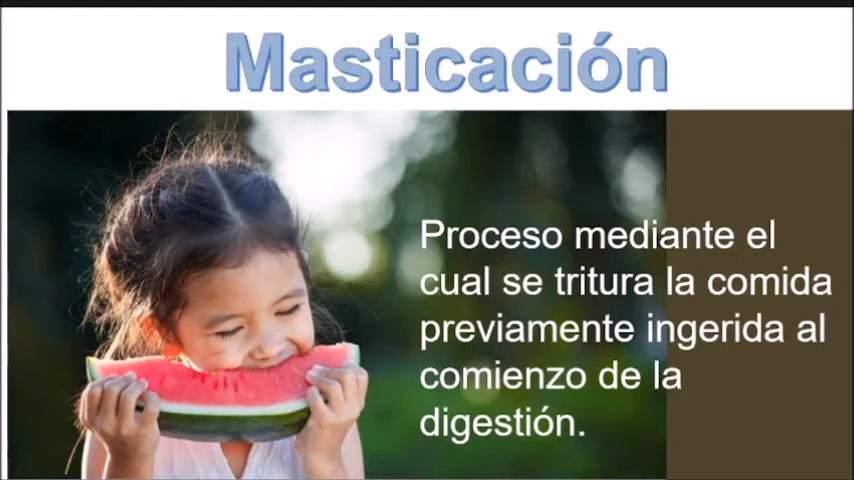 Masticación
Proceso mediante el
cual se tritura la comida
previamente ingerida al
comienzo de la
digestión.